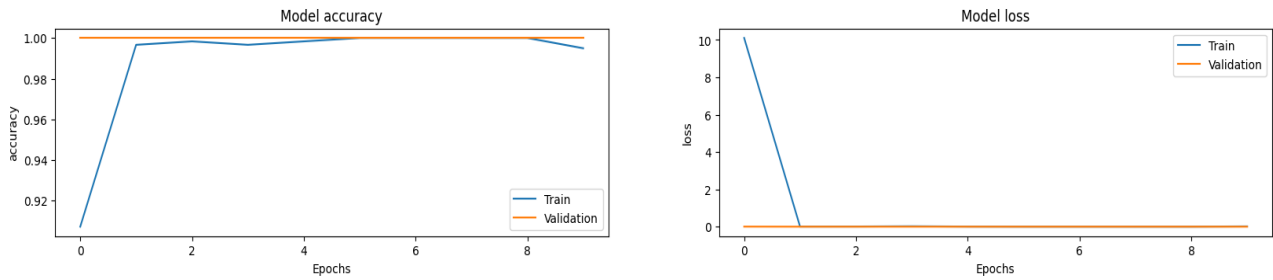 Model accuracy
1.00
0.98
0.96
0.94
0.92
accuracy
Train
Validation
0 2 4 6 8
Epochs
Model loss
10
8
6
4
2
0
loss
Train
Validation
0 2 4 6 8
Epochs